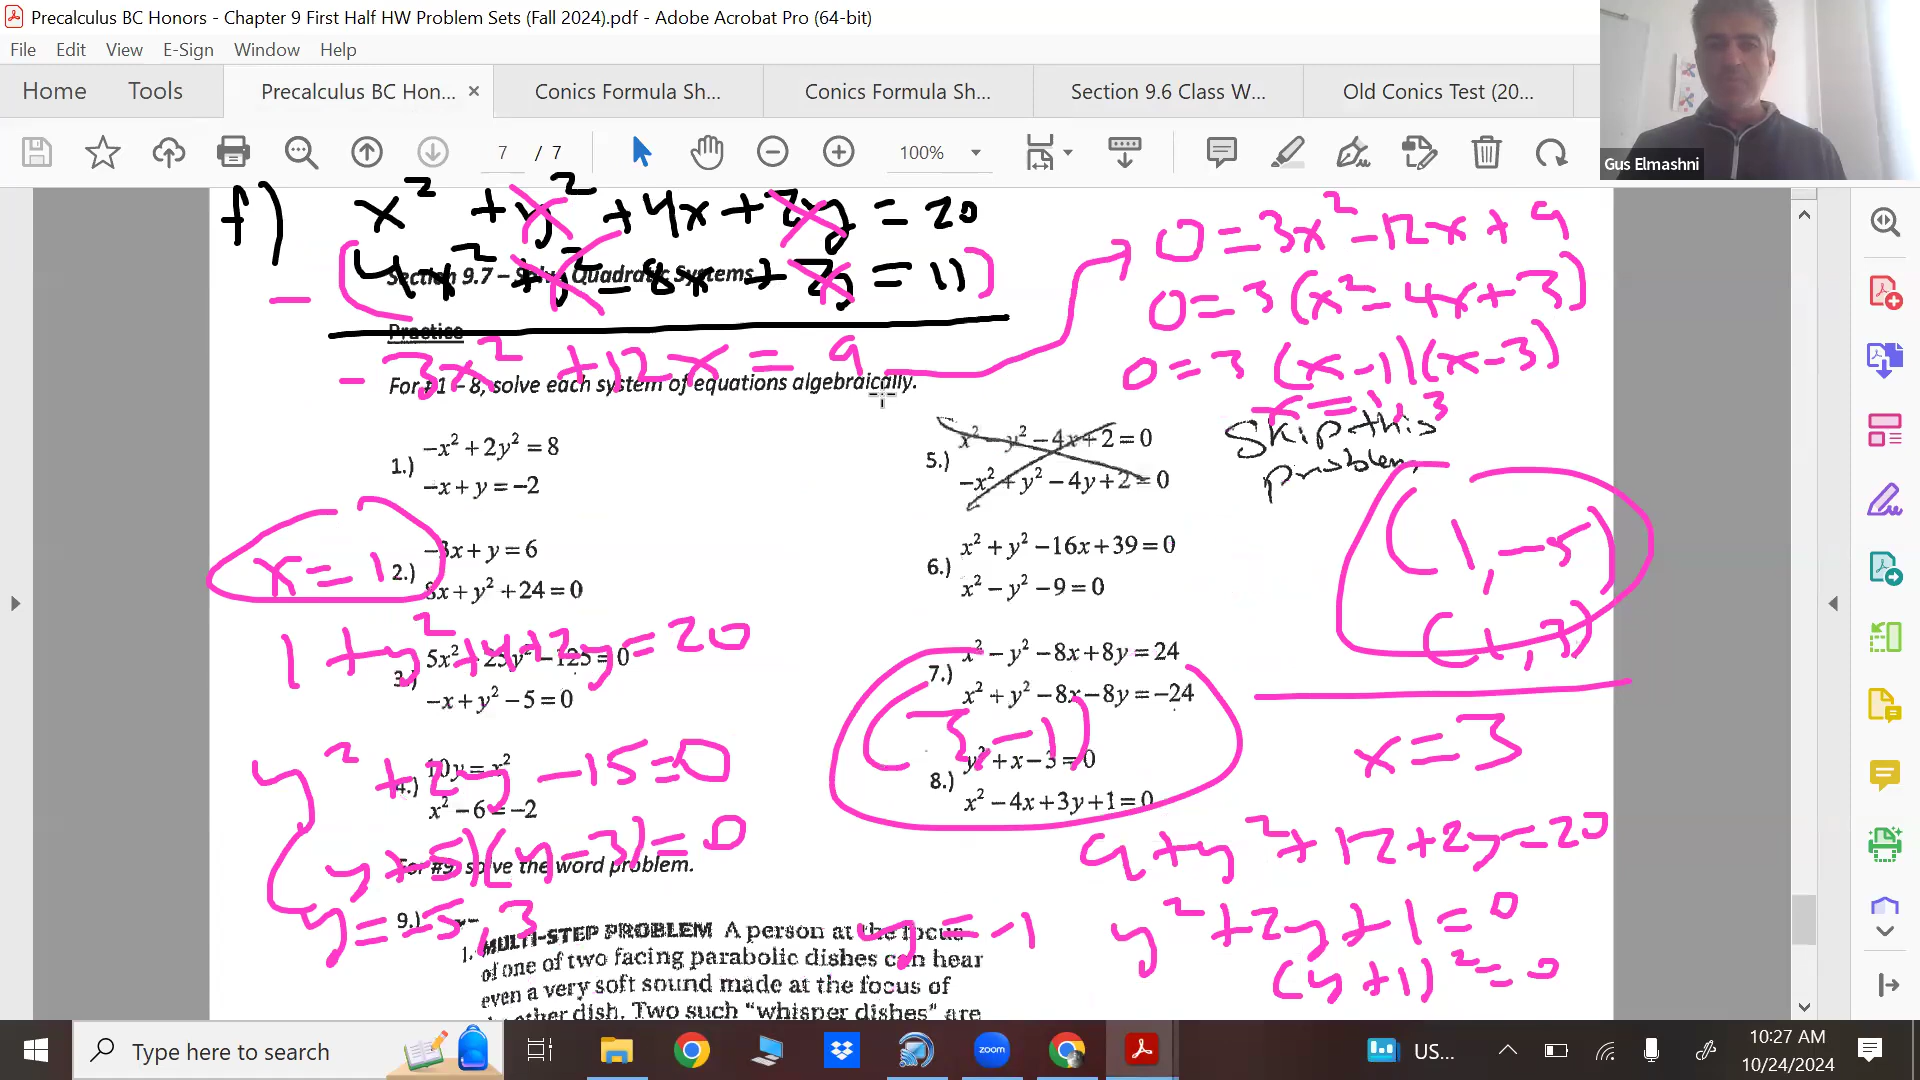 Precalculus BC Honors - Chapter 9 First Half HW Problem Sets (Fall 2024).pdf - Adobe Acrobat Pro (64-bit)
File Edit View E-Sign Window Help
Home Tools Precalculus BC Hon... × Conics Formula Sh... Conics Formula Sh... Section 9.6 Class W... Old Conics Test (20...
7 / 7 100%
Gus Elmashni
f) x² + y² + 4x + 2y = 20
- (4x² + y² - 8x + 2y = 11)
-3x² + 12x = 9
0 = 3x² - 12x + 9
0 = 3(x² - 4x + 3)
0 = 3(x-1)(x-3)
x = 1, 3
Section 9.7 – Solve Quadratic Systems
Practice
For #1 – 8, solve each system of equations algebraically.
1.) -x² + 2y² = 8
-x + y = -2
2.) -3x + y = 6
8x + y² + 24 = 0
3.) 5x² - 25y² - 125 = 0
-x + y² - 5 = 0
4.) 10y = x²
x² - 6 = -2
5.) x² - y² - 4x + 2 = 0
-x² + y² - 4y + 2 = 0
Skip this
problem.
6.) x² + y² - 16x + 39 = 0
x² - y² - 9 = 0
7.) x² - y² - 8x + 8y = 24
x² + y² - 8x - 8y = -24
8.) y² + x - 3 = 0
x² - 4x + 3y + 1 = 0
x = 1
1 + y² + 4 + 2y = 20
y² + 2y - 15 = 0
(y+5)(y-3) = 0
y = -5, 3
(1, -5)
(1, 3)
x = 3
9 + y² + 12 + 2y = 20
y² + 2y + 1 = 0
(y+1)² = 0
y = -1
(3, -1)
For #9, solve the word problem.
9.)
1. MULTI-STEP PROBLEM A person at the focus
of one of two facing parabolic dishes can hear
even a very soft sound made at the focus of
other dish. Two such "whisper dishes" are
Type here to search
zoom
US...
10:27 AM
10/24/2024